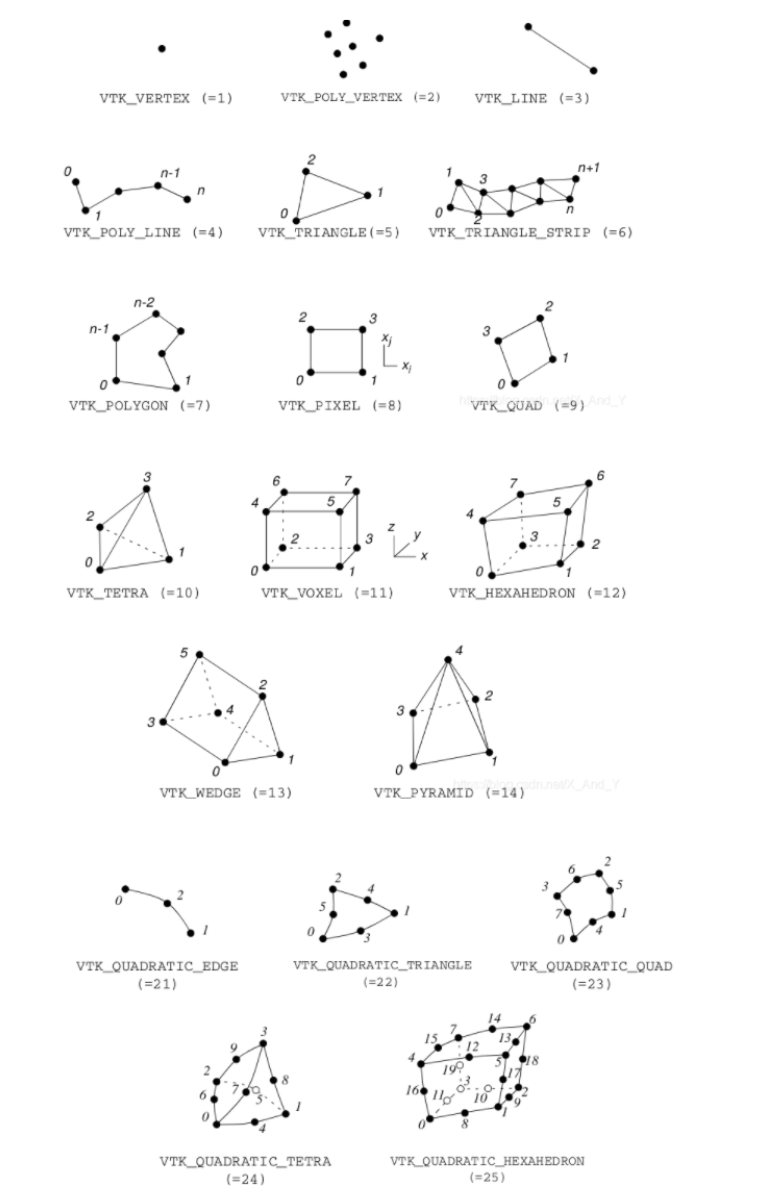 VTK_VERTEX (=1) VTK_POLY_VERTEX (=2) VTK_LINE (=3)
0 n-1 n 1
2 1 0
1 3 n+1 0 2 n
VTK_POLY_LINE (=4) VTK_TRIANGLE(=5) VTK_TRIANGLE_STRIP (=6)
n-2 n-1 0 1
2 3 0 1 xj xi
2 3 1 0
VTK_POLYGON (=7) VTK_PIXEL (=8) VTK_QUAD (=9)
3 2 0 1
6 7 4 5 2 3 0 1 z y x
7 6 4 5 3 2 0 1
VTK_TETRA (=10) VTK_VOXEL (=11) VTK_HEXAHEDRON (=12)
5 2 3 4 0 1
4 3 2 0 1
VTK_WEDGE (=13) VTK_PYRAMID (=14)
https://blog.csdn.net/X_And_Y
0 2 1
2 4 5 1 0 3
2 6 3 5 7 1 4 0
VTK_QUADRATIC_EDGE VTK_QUADRATIC_TRIANGLE VTK_QUADRATIC_QUAD
(=21) (=22) (=23)
3 9 2 7 8 6 5 0 4 1
14 6 7 15 13 12 4 5 18 19 3 17 16 11 10 2 9 0 8 1
VTK_QUADRATIC_TETRA VTK_QUADRATIC_HEXAHEDRON
(=24) (=25)